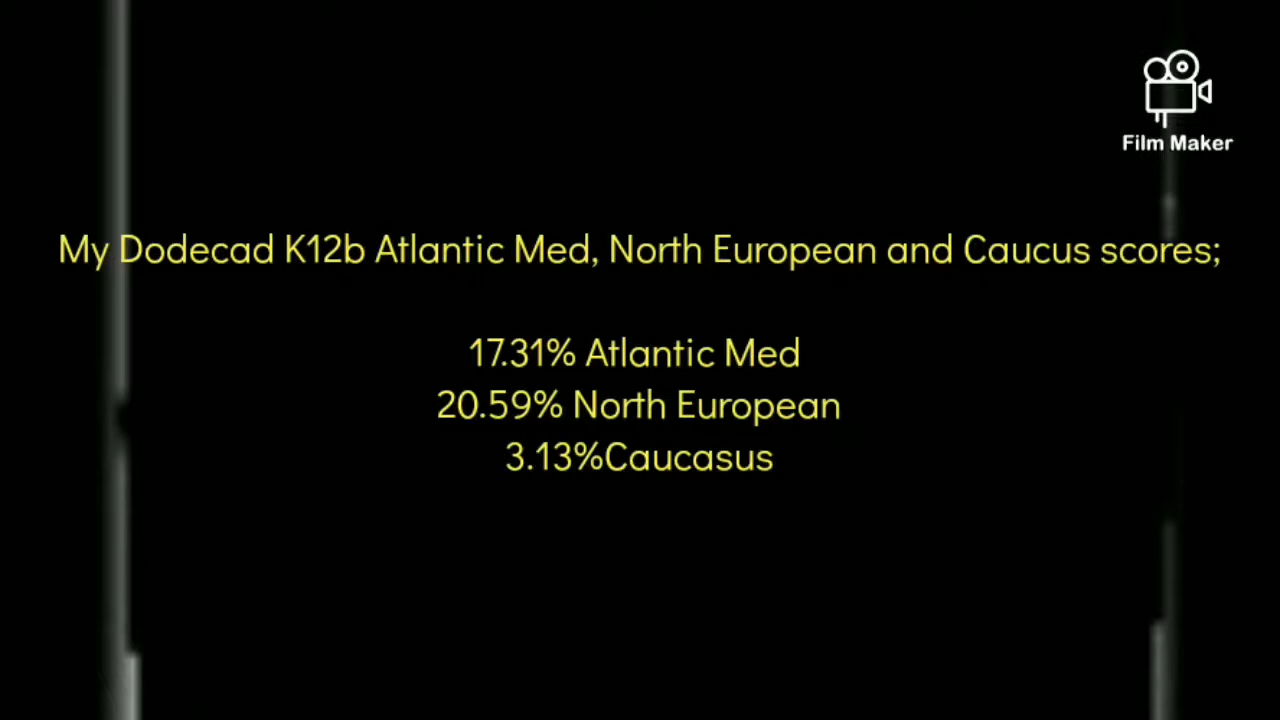 Film Maker
My Dodecad K12b Atlantic Med, North European and Caucus scores;
17.31% Atlantic Med
20.59% North European
3.13%Caucasus